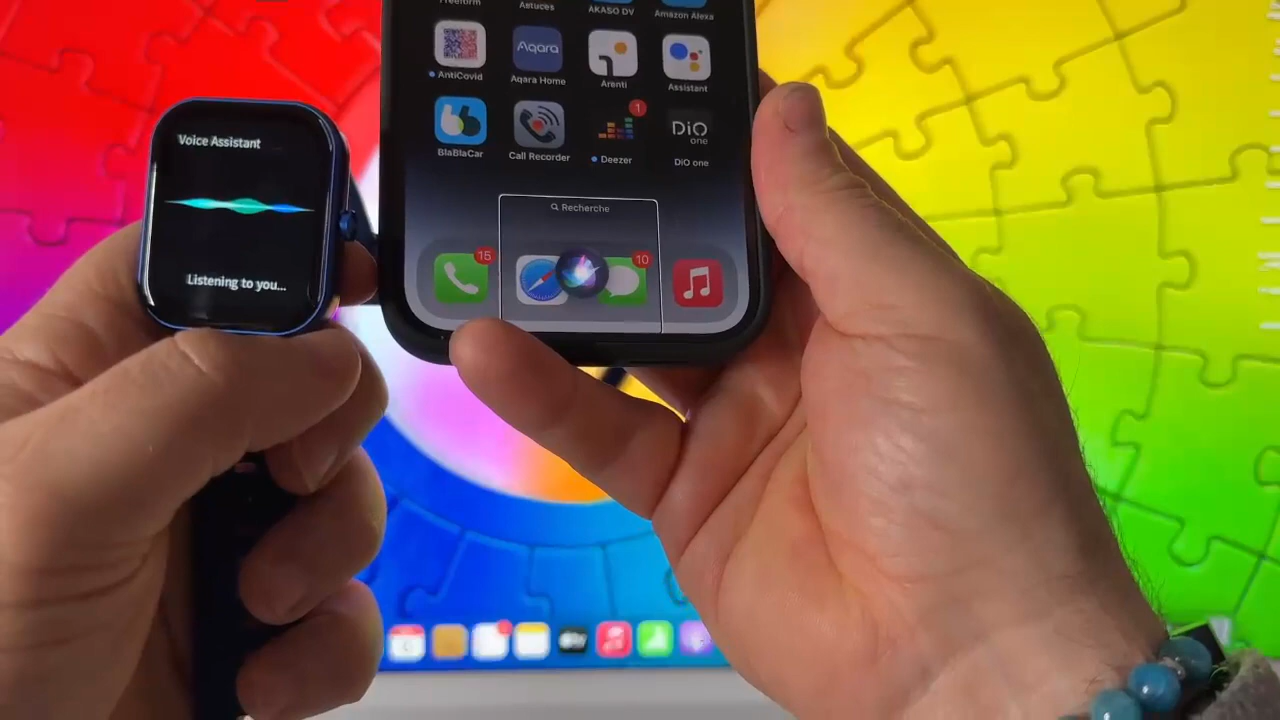 Voice Assistant
Listening to you...
Freeform
Astuces
AKASO DV
Amazon Alexa
Aqara
AntiCovid
Aqara Home
Arenti
Assistant
1
DiO
one
BlaBlaCar
Call Recorder
Deezer
DiO one
Recherche
15
10